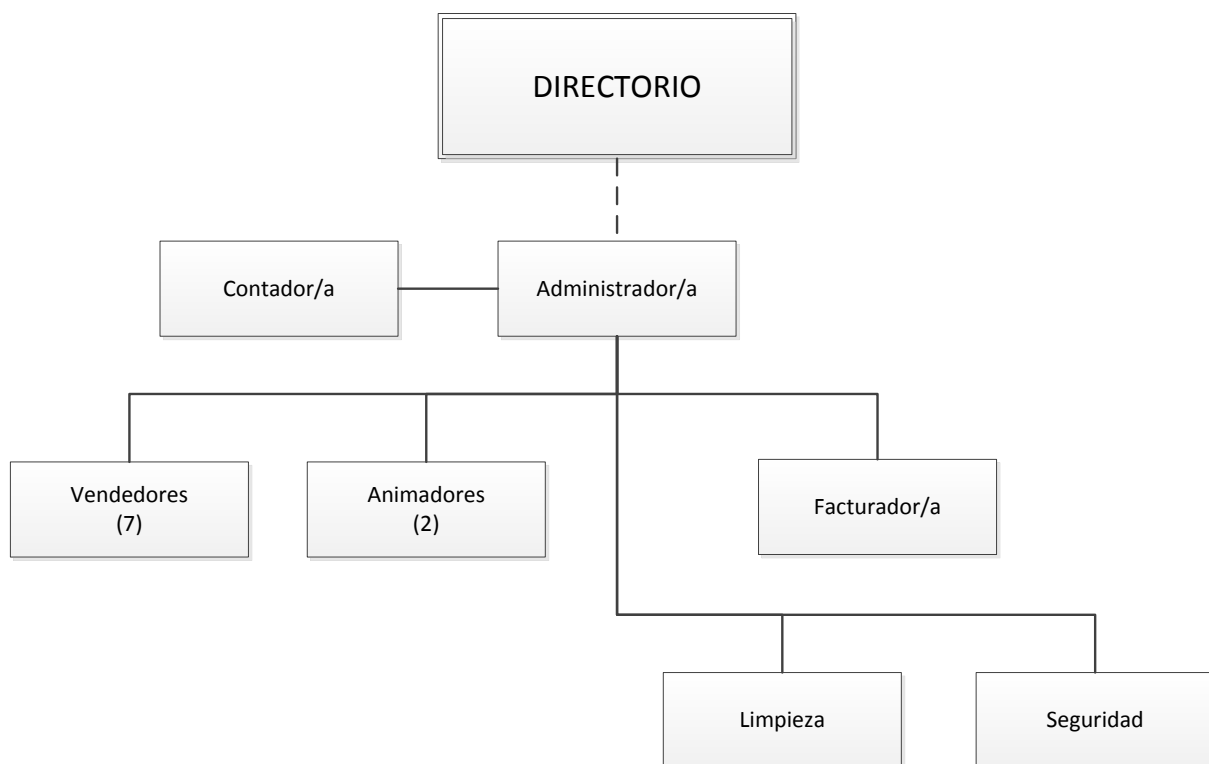 DIRECTORIO
Contador/a
Administrador/a
Vendedores
(7)
Animadores
(2)
Facturador/a
Limpieza
Seguridad